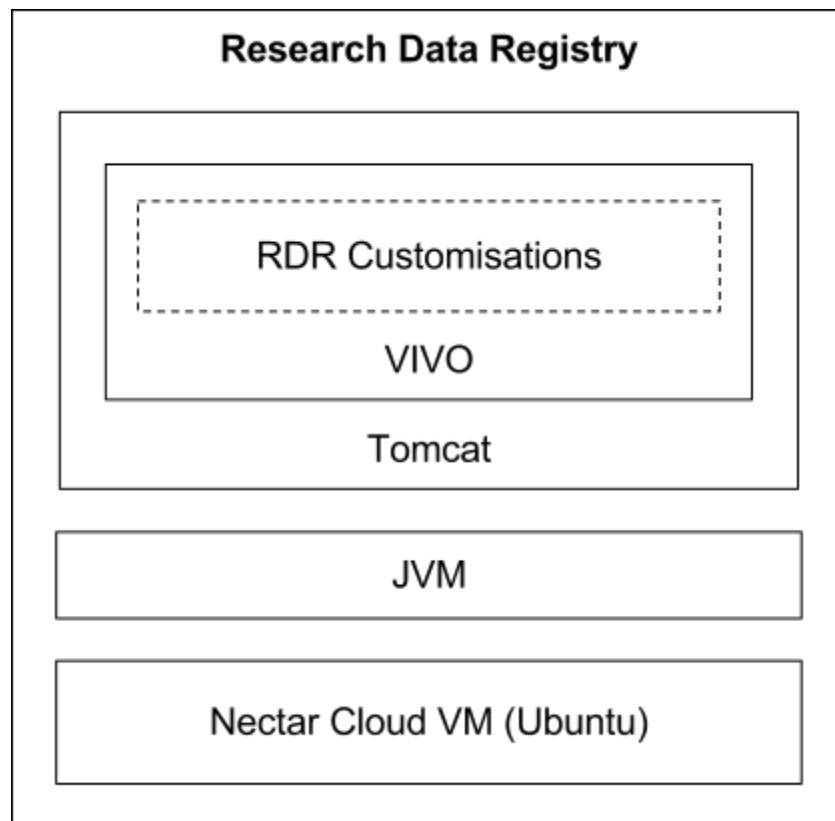 Research Data Registry
RDR Customisations
VIVO
Tomcat
JVM
Nectar Cloud VM (Ubuntu)